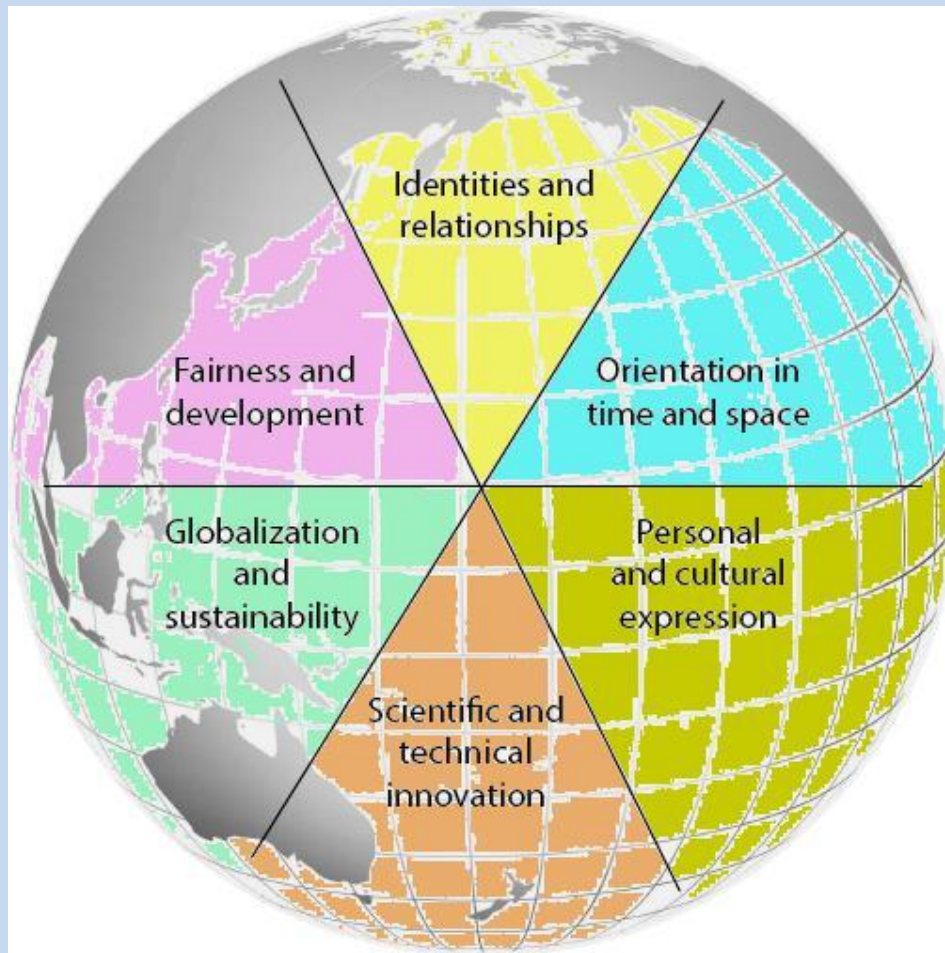 Identities and
relationships
Fairness and
development
Orientation in
time and space
Globalization
and
sustainability
Personal
and cultural
expression
Scientific and
technical
innovation